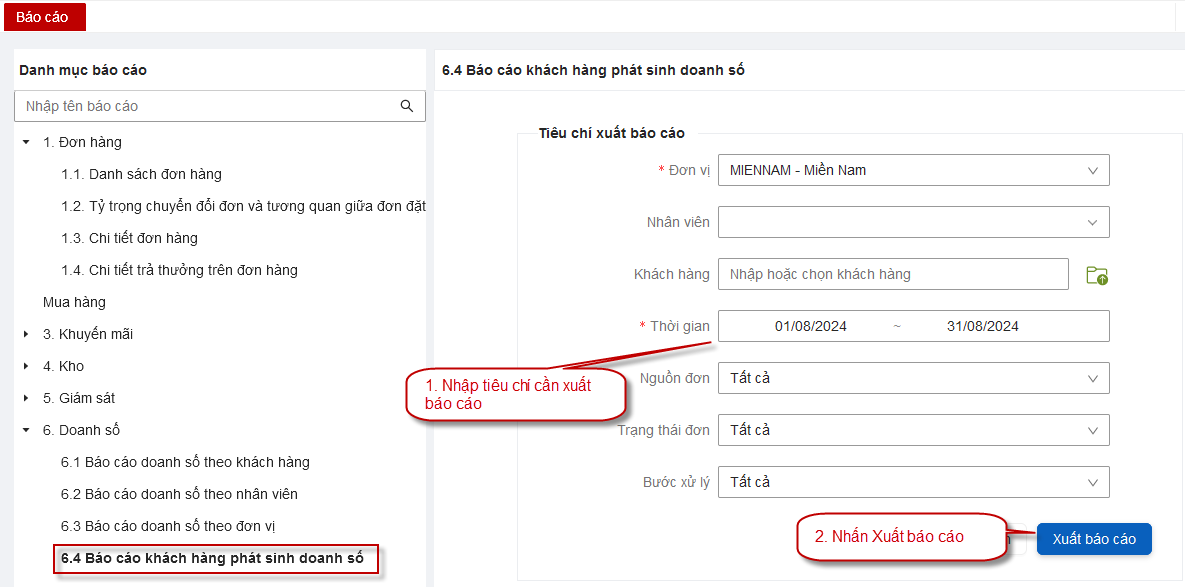 Báo cáo
Danh mục báo cáo
Nhập tên báo cáo
1. Đơn hàng
1.1. Danh sách đơn hàng
1.2. Tỷ trọng chuyển đổi đơn và tương quan giữa đơn đặt
1.3. Chi tiết đơn hàng
1.4. Chi tiết trả thưởng trên đơn hàng
Mua hàng
3. Khuyến mãi
4. Kho
5. Giám sát
6. Doanh số
6.1 Báo cáo doanh số theo khách hàng
6.2 Báo cáo doanh số theo nhân viên
6.3 Báo cáo doanh số theo đơn vị
6.4 Báo cáo khách hàng phát sinh doanh số
6.4 Báo cáo khách hàng phát sinh doanh số
Tiêu chí xuất báo cáo
* Đơn vị MIENNAM - Miền Nam
Nhân viên
Khách hàng Nhập hoặc chọn khách hàng
* Thời gian 01/08/2024 ~ 31/08/2024
1. Nhập tiêu chí cần xuất
báo cáo
Nguồn đơn Tất cả
Trạng thái đơn Tất cả
Bước xử lý Tất cả
2. Nhấn Xuất báo cáo
Xuất báo cáo